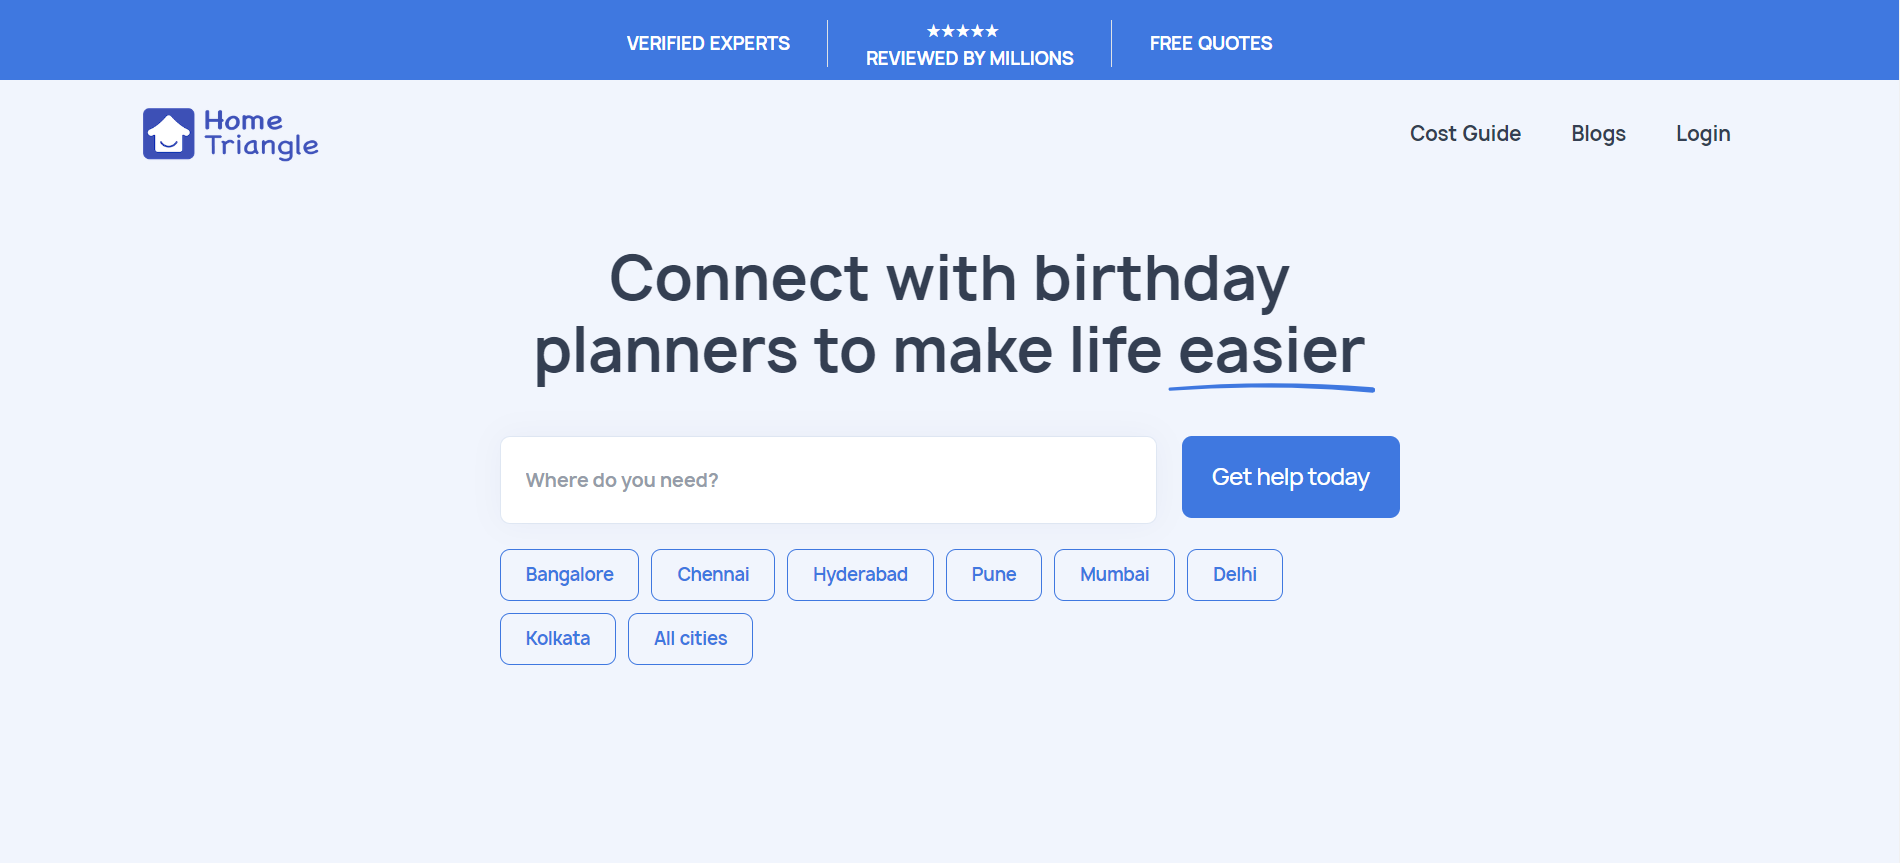 VERIFIED EXPERTS
★★★★★
REVIEWED BY MILLIONS
FREE QUOTES
Home
Triangle
Cost Guide
Blogs
Login
Connect with birthday
planners to make life easier
Where do you need?
Get help today
Bangalore
Chennai
Hyderabad
Pune
Mumbai
Delhi
Kolkata
All cities